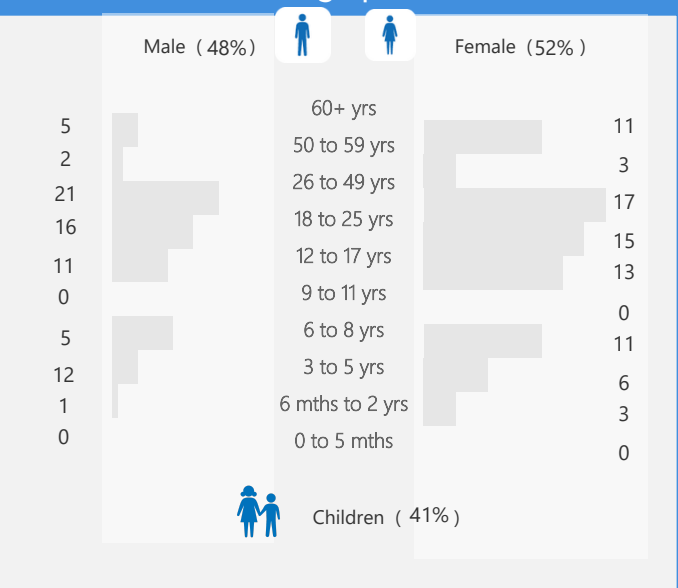 Male ( 48%)
Female (52% )
60+ yrs
5
11
50 to 59 yrs
2
3
26 to 49 yrs
21
17
18 to 25 yrs
16
15
12 to 17 yrs
11
13
9 to 11 yrs
0
0
6 to 8 yrs
5
11
3 to 5 yrs
12
6
6 mths to 2 yrs
1
3
0 to 5 mths
0
0
Children ( 41% )